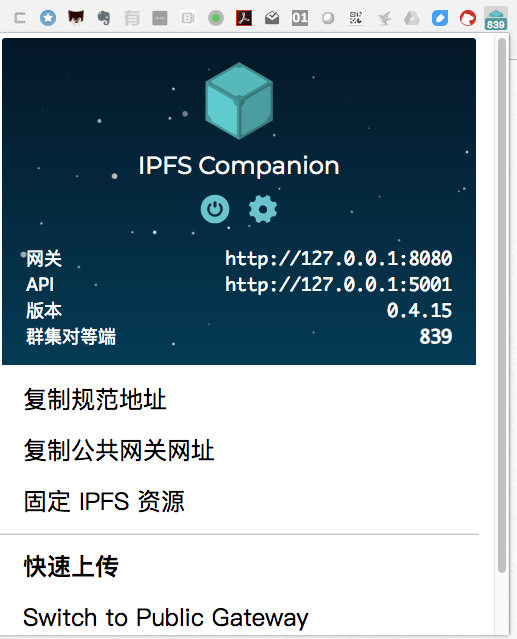 有 B 01
839
IPFS Companion
网关 http://127.0.0.1:8080
API http://127.0.0.1:5001
版本 0.4.15
群集对等端 839
复制规范地址
复制公共网关网址
固定 IPFS 资源
快速上传
Switch to Public Gateway